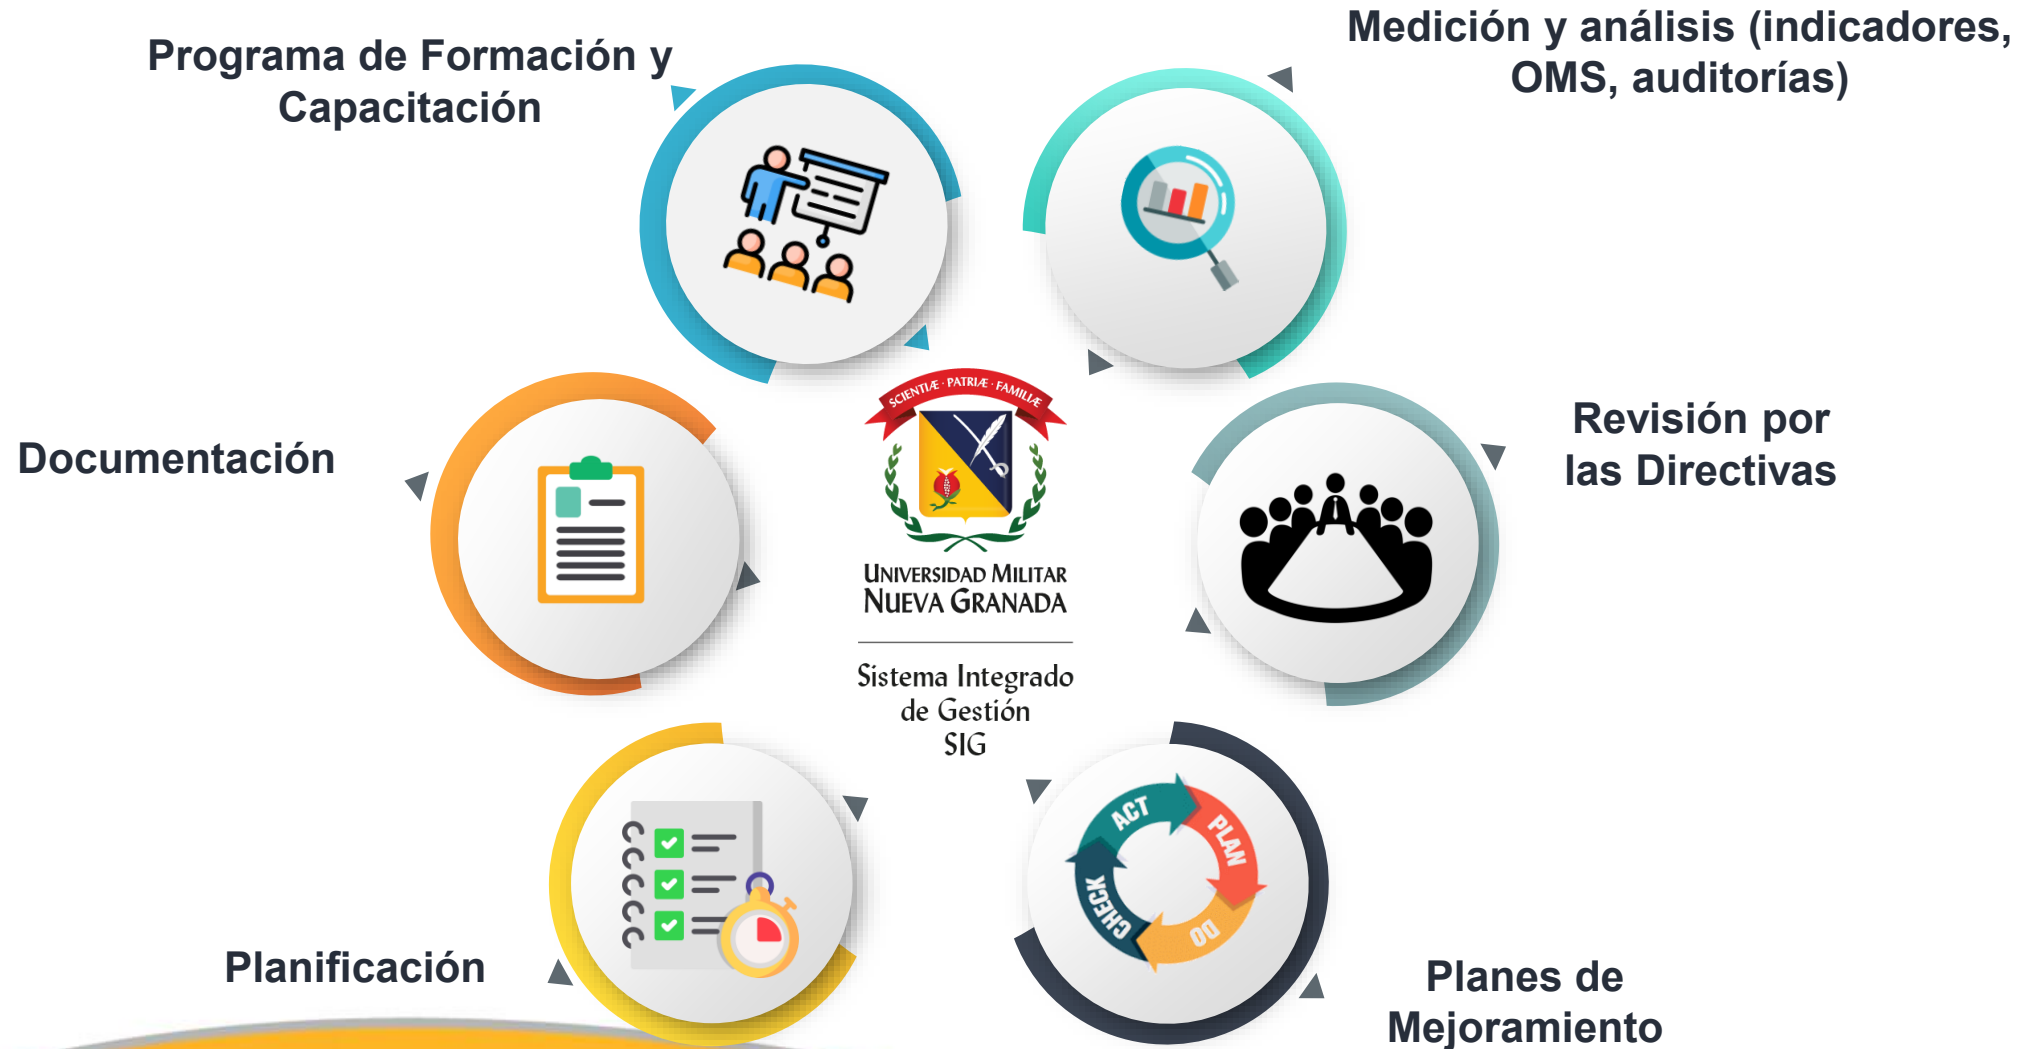 Programa de Formación y
Capacitación
Medición y análisis (indicadores,
OMS, auditorías)
Documentación
SCIENTIÆ · PATRIÆ · FAMILIÆ
UNIVERSIDAD MILITAR
NUEVA GRANADA
Sistema Integrado
de Gestión
SIG
Revisión por
las Directivas
Planificación
ACT
PLAN
DO
CHECK
Planes de
Mejoramiento